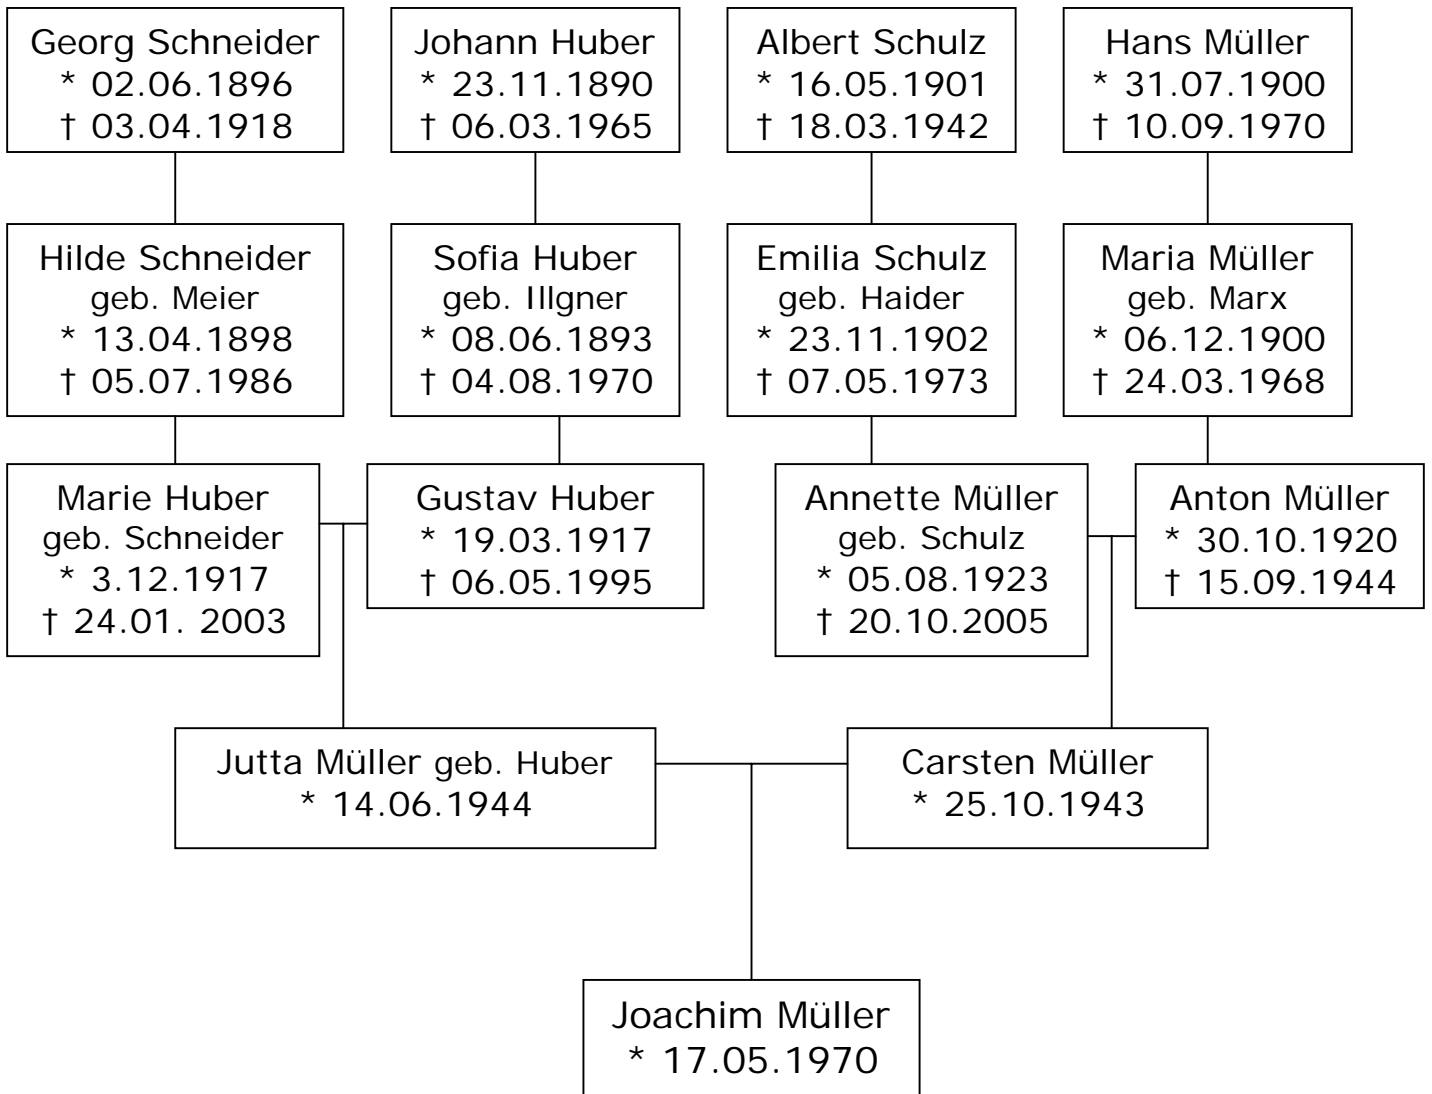 Georg Schneider
* 02.06.1896
† 03.04.1918
Johann Huber
* 23.11.1890
† 06.03.1965
Albert Schulz
* 16.05.1901
† 18.03.1942
Hans Müller
* 31.07.1900
† 10.09.1970
Hilde Schneider
geb. Meier
* 13.04.1898
† 05.07.1986
Sofia Huber
geb. Illgner
* 08.06.1893
† 04.08.1970
Emilia Schulz
geb. Haider
* 23.11.1902
† 07.05.1973
Maria Müller
geb. Marx
* 06.12.1900
† 24.03.1968
Marie Huber
geb. Schneider
* 3.12.1917
† 24.01. 2003
Gustav Huber
* 19.03.1917
† 06.05.1995
Annette Müller
geb. Schulz
* 05.08.1923
† 20.10.2005
Anton Müller
* 30.10.1920
† 15.09.1944
Jutta Müller geb. Huber
* 14.06.1944
Carsten Müller
* 25.10.1943
Joachim Müller
* 17.05.1970